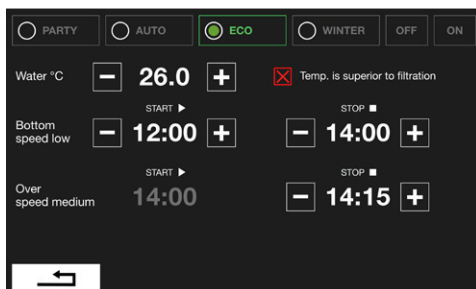 PARTY AUTO ECO WINTER OFF ON
Water °C − 26.0 + Temp. is superior to filtration
START ▶ STOP ■
Bottom
speed low − 12:00 + − 14:00 +
START ▶ STOP ■
Over
speed medium 14:00 − 14:15 +